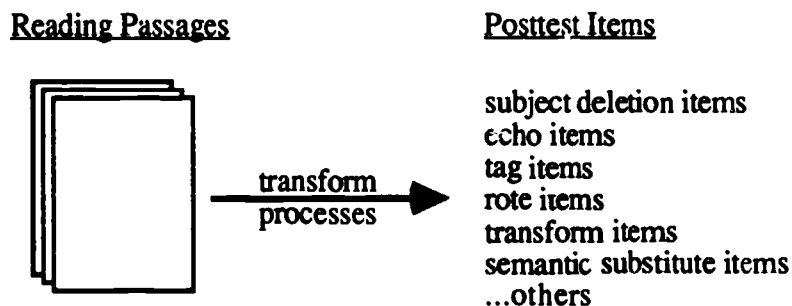 Reading Passages
Posttest Items
transform
processes
subject deletion items
echo items
tag items
rote items
transform items
semantic substitute items
...others